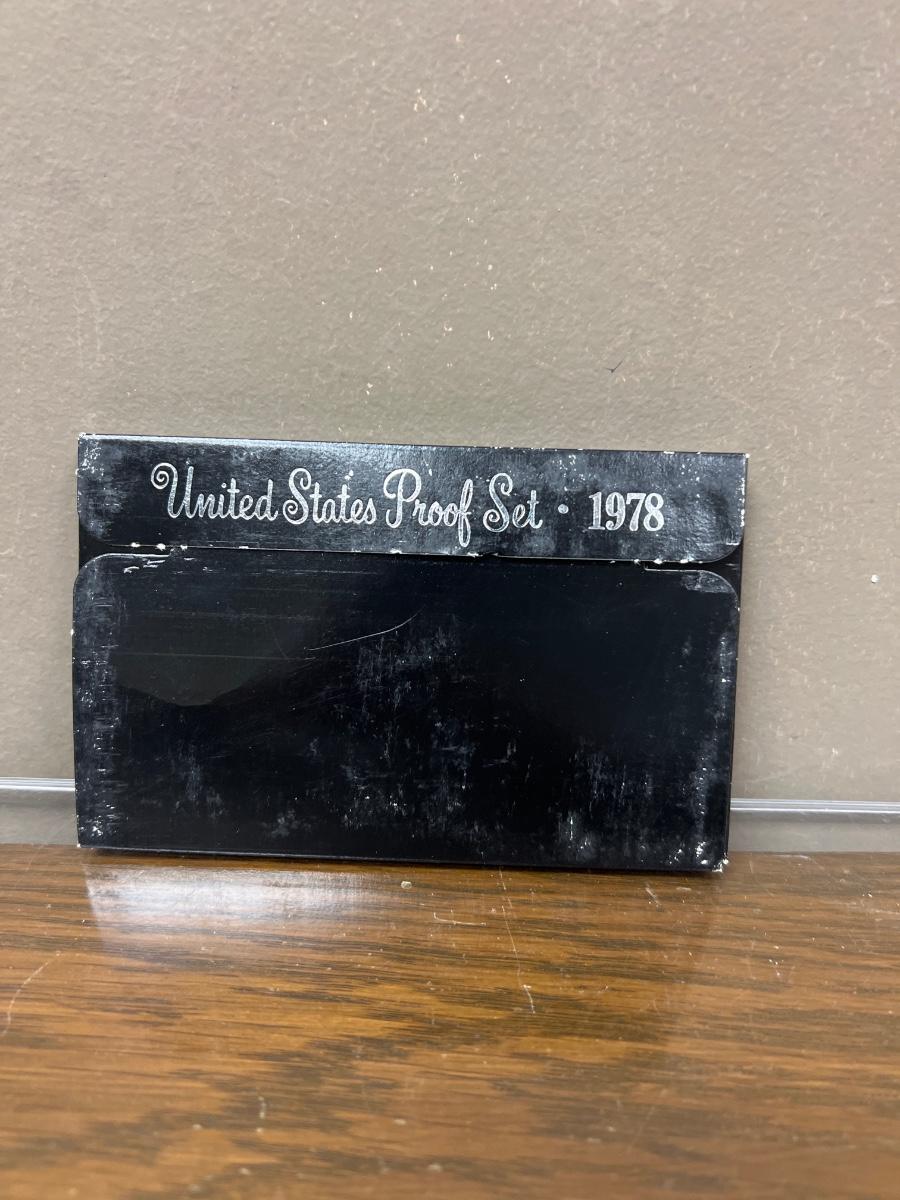 United States Proof Set • 1978